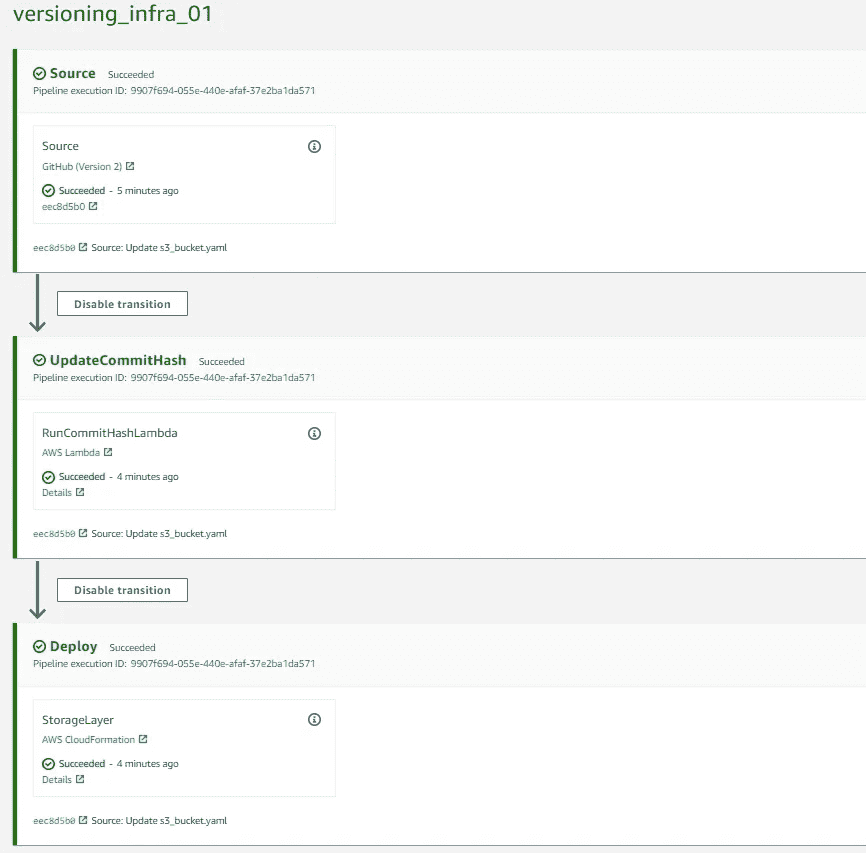 versioning_infra_01
Source Succeeded
Pipeline execution ID: 9907f694-055e-440e-afaf-37e2ba1da571
Source
GitHub (Version 2)
Succeeded - 5 minutes ago
eec8d5b0
eec8d5b0 Source: Update s3_bucket.yaml
Disable transition
UpdateCommitHash Succeeded
Pipeline execution ID: 9907f694-055e-440e-afaf-37e2ba1da571
RunCommitHashLambda
AWS Lambda
Succeeded - 4 minutes ago
Details
eec8d5b0 Source: Update s3_bucket.yaml
Disable transition
Deploy Succeeded
Pipeline execution ID: 9907f694-055e-440e-afaf-37e2ba1da571
StorageLayer
AWS CloudFormation
Succeeded - 4 minutes ago
Details
eec8d5b0 Source: Update s3_bucket.yaml